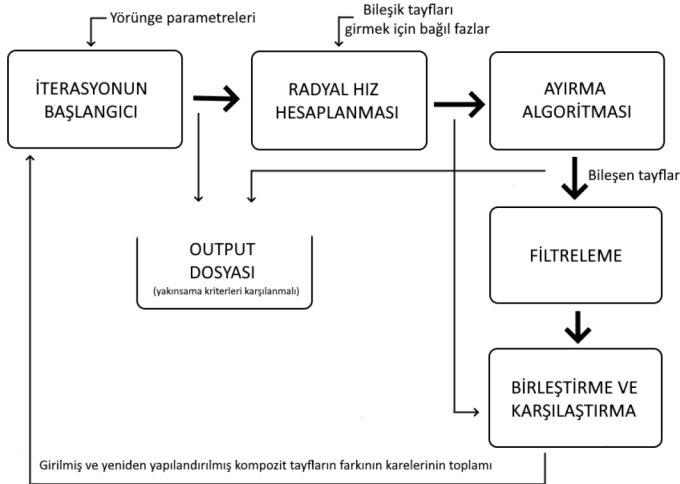 Yörünge parametreleri
Bileşik tayfları
girmek için bağıl fazlar
İTERASYONUN
BAŞLANGICI
RADYAL HIZ
HESAPLANMASI
AYIRMA
ALGORİTMASI
Bileşen tayflar
OUTPUT
DOSYASI
(yakınsama kriterleri karşılanmalı)
FİLTRELEME
BİRLEŞTİRME VE
KARŞILAŞTIRMA
Girilmiş ve yeniden yapılandırılmış kompozit tayfların farkının karelerinin toplamı